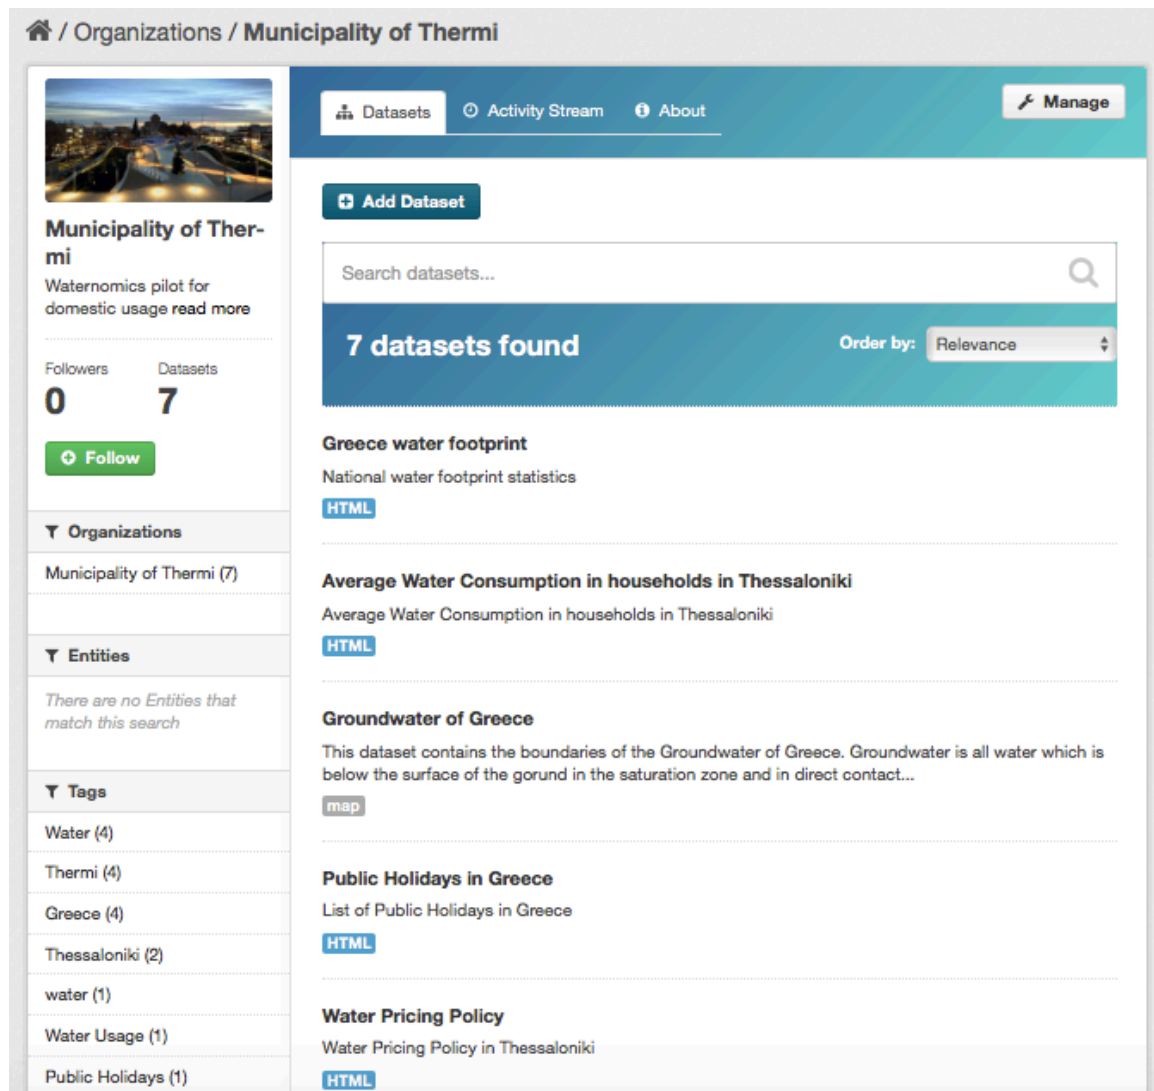 / Organizations / Municipality of Thermi
Municipality of Ther-
mi
Waternomics pilot for
domestic usage read more
Followers Datasets
0 7
Follow
Organizations
Municipality of Thermi (7)
Entities
There are no Entities that
match this search
Tags
Water (4)
Thermi (4)
Greece (4)
Thessaloniki (2)
water (1)
Water Usage (1)
Public Holidays (1)
Datasets Activity Stream About Manage
Add Dataset
Search datasets...
7 datasets found Order by: Relevance
Greece water footprint
National water footprint statistics
HTML
Average Water Consumption in households in Thessaloniki
Average Water Consumption in households in Thessaloniki
HTML
Groundwater of Greece
This dataset contains the boundaries of the Groundwater of Greece. Groundwater is all water which is
below the surface of the gorund in the saturation zone and in direct contact...
map
Public Holidays in Greece
List of Public Holidays in Greece
HTML
Water Pricing Policy
Water Pricing Policy in Thessaloniki
HTML